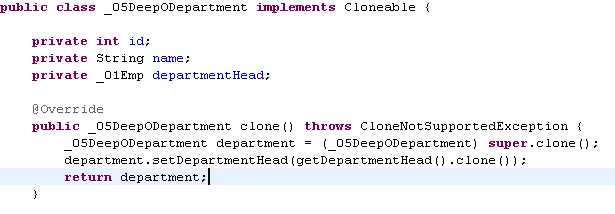 public class _05DeepODepartment implements Cloneable {
private int id;
private String name;
private _01Emp departmentHead;
@Override
public _05DeepODepartment clone() throws CloneNotSupportedException {
_05DeepODepartment department = (_05DeepODepartment) super.clone();
department.setDepartmentHead(getDepartmentHead().clone());
return department;
}